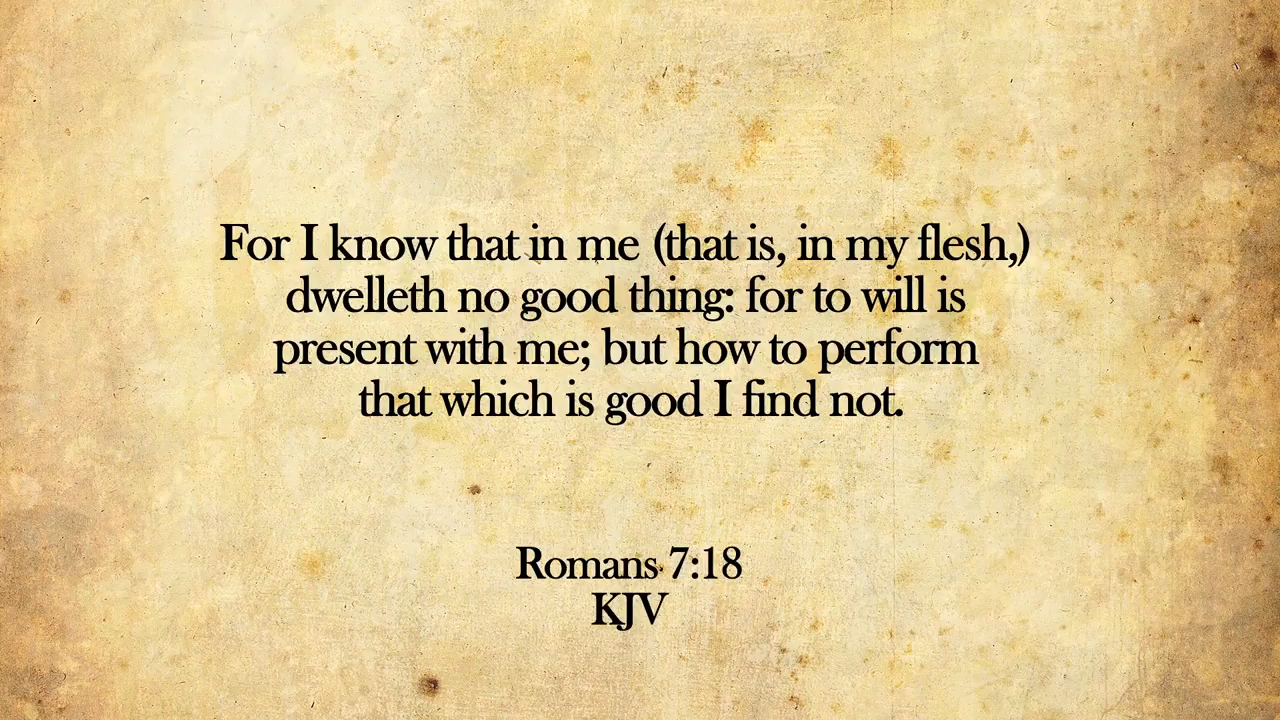 For I know that in me (that is, in my flesh,)
dwelleth no good thing: for to will is
present with me; but how to perform
that which is good I find not.
Romans 7:18
KJV